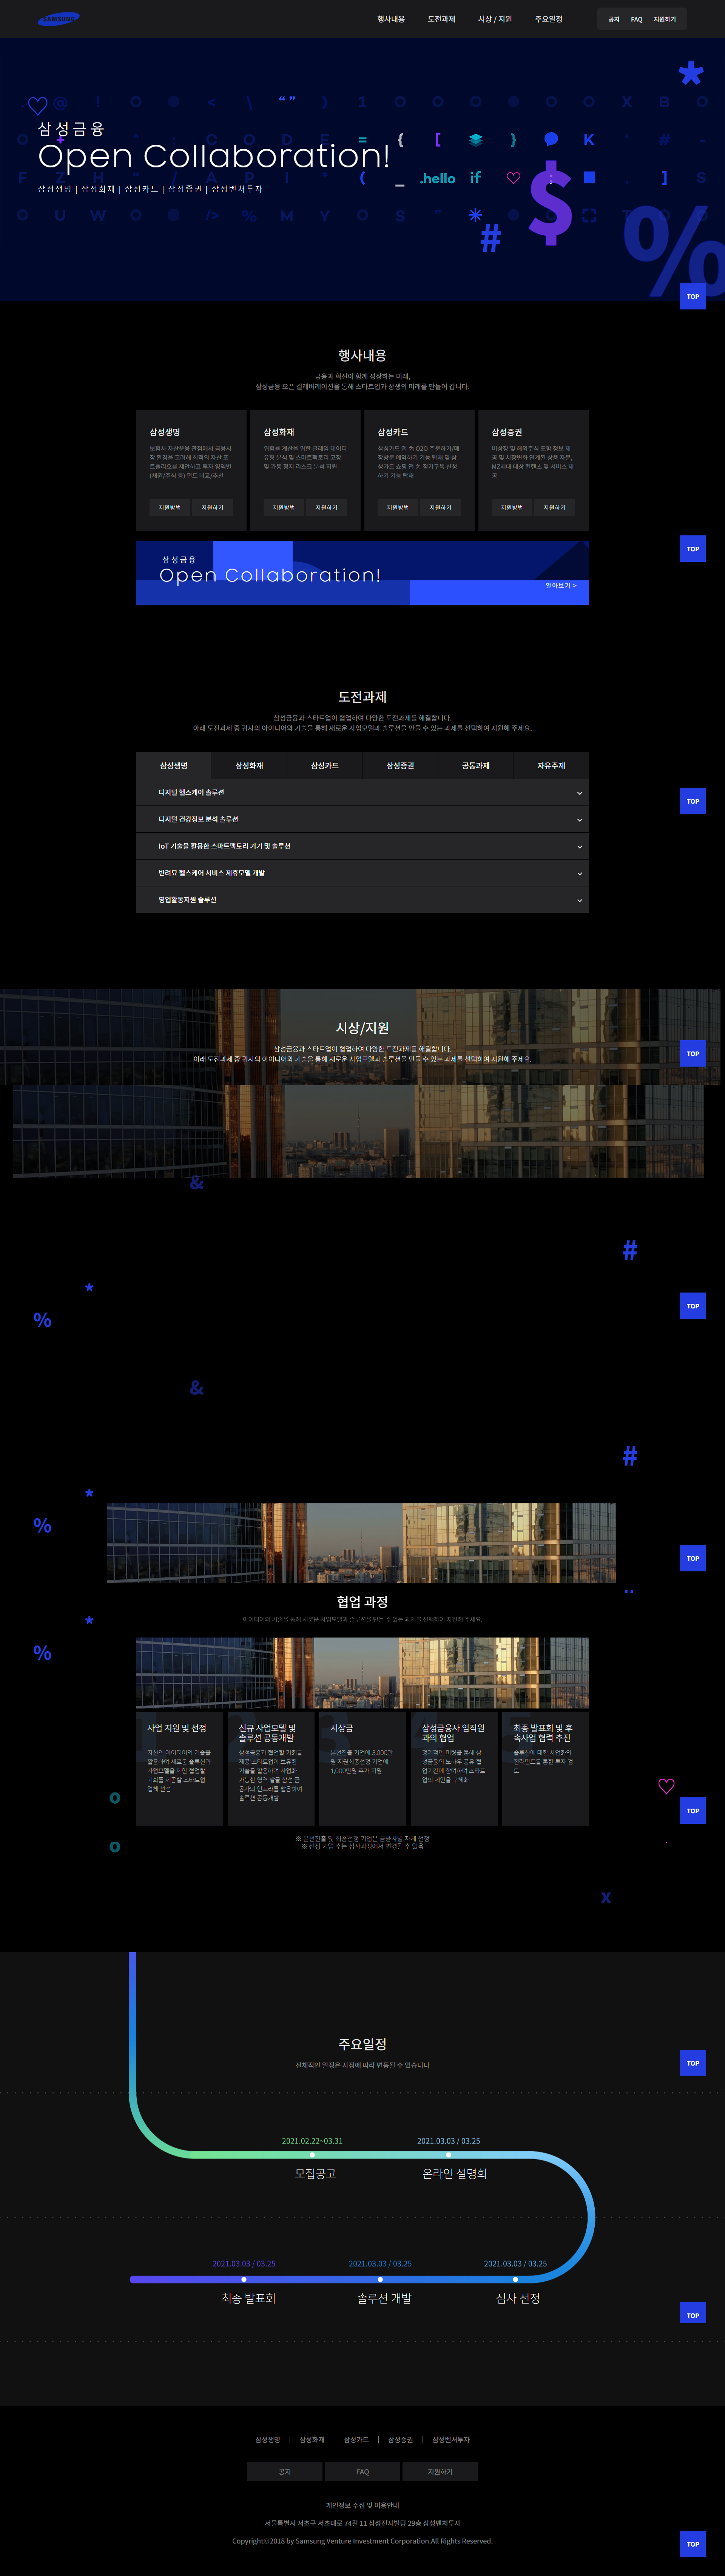 SAMSUNG
행사내용
도전과제
시상 / 지원
주요일정
공지
FAQ
지원하기
삼성금융
Open Collaboration!
삼성생명 | 삼성화재 | 삼성카드 | 삼성증권 | 삼성벤처투자
.hello
if
TOP
행사내용
금융과 혁신이 함께 성장하는 미래,
삼성금융 오픈 컬래버레이션을 통해 스타트업과 상생의 미래를 만들어 갑니다.
삼성생명
보험사 자산운용 관점에서 금융시
장 환경을 고려해 최적의 자산 포
트폴리오를 제안하고 투자 영역별
(채권/주식 등) 펀드 비교/추천
지원방법
지원하기
삼성화재
위험률 계산을 위한 클레임 데이터
유형 분석 및 스마트팩토리 고장
및 가동 정지 리스크 분석 지원
지원방법
지원하기
삼성카드
삼성카드 앱 內 O2O 주문하기/매
장방문 예약하기 기능 탑재 및 삼
성카드 쇼핑 앱 內 정기구독 신청
하기 기능 탑재
지원방법
지원하기
삼성증권
비상장 및 해외주식 포함 정보 제
공 및 시장변화 연계된 상품 자문,
MZ세대 대상 컨텐츠 및 서비스 제
공
지원방법
지원하기
TOP
삼성금융
Open Collaboration!
알아보기 >
도전과제
삼성금융과 스타트업이 협업하여 다양한 도전과제를 해결합니다.
아래 도전과제 중 귀사의 아이디어와 기술을 통해 새로운 사업모델과 솔루션을 만들 수 있는 과제를 선택하여 지원해 주세요.
삼성생명
삼성화재
삼성카드
삼성증권
공통과제
자유주제
디지털 헬스케어 솔루션
TOP
디지털 건강정보 분석 솔루션
IoT 기술을 활용한 스마트팩토리 기기 및 솔루션
반려묘 헬스케어 서비스 제휴모델 개발
영업활동지원 솔루션
시상/지원
삼성금융과 스타트업이 협업하여 다양한 도전과제를 해결합니다.
아래 도전과제 중 귀사의 아이디어와 기술을 통해 새로운 사업모델과 솔루션을 만들 수 있는 과제를 선택하여 지원해 주세요.
TOP
&
#
*
TOP
%
&
#
*
%
TOP
협업 과정
아이디어와 기술을 통해 새로운 사업모델과 솔루션을 만들 수 있는 과제를 선택하여 지원해 주세요.
*
%
사업 지원 및 선정
자신의 아이디어와 기술을
활용하여 새로운 솔루션과
사업모델을 제안 협업할
기회를 제공할 스타트업
업체 선정
신규 사업모델 및
솔루션 공동개발
삼성금융과 협업할 기회를
제공 스타트업이 보유한
기술을 활용하여 사업화
가능한 영역 발굴 삼성 금
융사의 인프라를 활용하여
솔루션 공동개발
시상금
본선진출 기업에 3,000만
원 지원최종선정 기업에
1,000만원 추가 지원
삼성금융사 임직원
과의 협업
정기적인 미팅을 통해 삼
성금융의 노하우 공유 협
업기간에 참여하여 스타트
업의 제안을 구체화
최종 발표회 및 후
속사업 협력 추진
솔루션에 대한 사업화와
전략펀드를 통한 투자 검
토
TOP
※ 본선진출 및 최종선정 기업은 금융사별 자체 선정
※ 선정 기업 수는 심사과정에서 변경될 수 있음
x
주요일정
TOP
전체적인 일정은 사정에 따라 변동될 수 있습니다
2021.02.22~03.31
모집공고
2021.03.03 / 03.25
온라인 설명회
2021.03.03 / 03.25
최종 발표회
2021.03.03 / 03.25
솔루션 개발
2021.03.03 / 03.25
심사 선정
TOP
삼성생명 | 삼성화재 | 삼성카드 | 삼성증권 | 삼성벤처투자
공지
FAQ
지원하기
개인정보 수집 및 이용안내
서울특별시 서초구 서초대로 74길 11 삼성전자빌딩 29층 삼성벤처투자
Copyright©2018 by Samsung Venture Investment Corporation.All Rights Reserved.
TOP